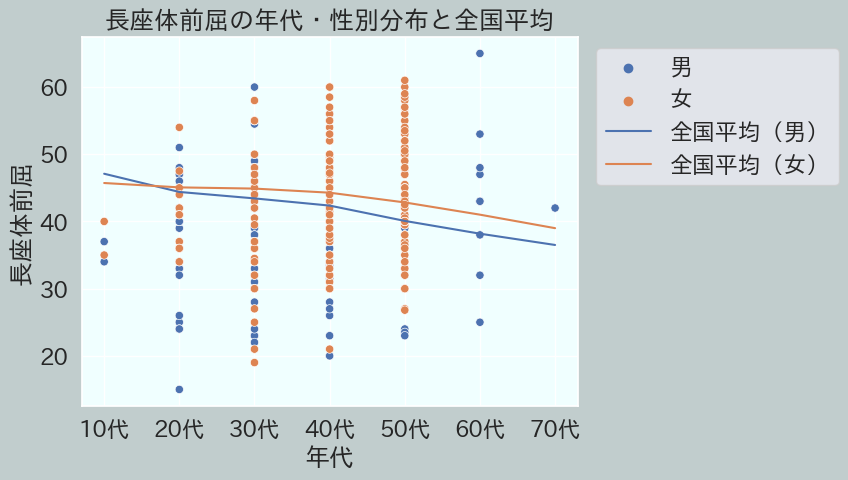 長座体前屈の年代・性別分布と全国平均
男
女
全国平均（男）
全国平均（女）
長座体前屈
60
50
40
30
20
10代 20代 30代 40代 50代 60代 70代
年代